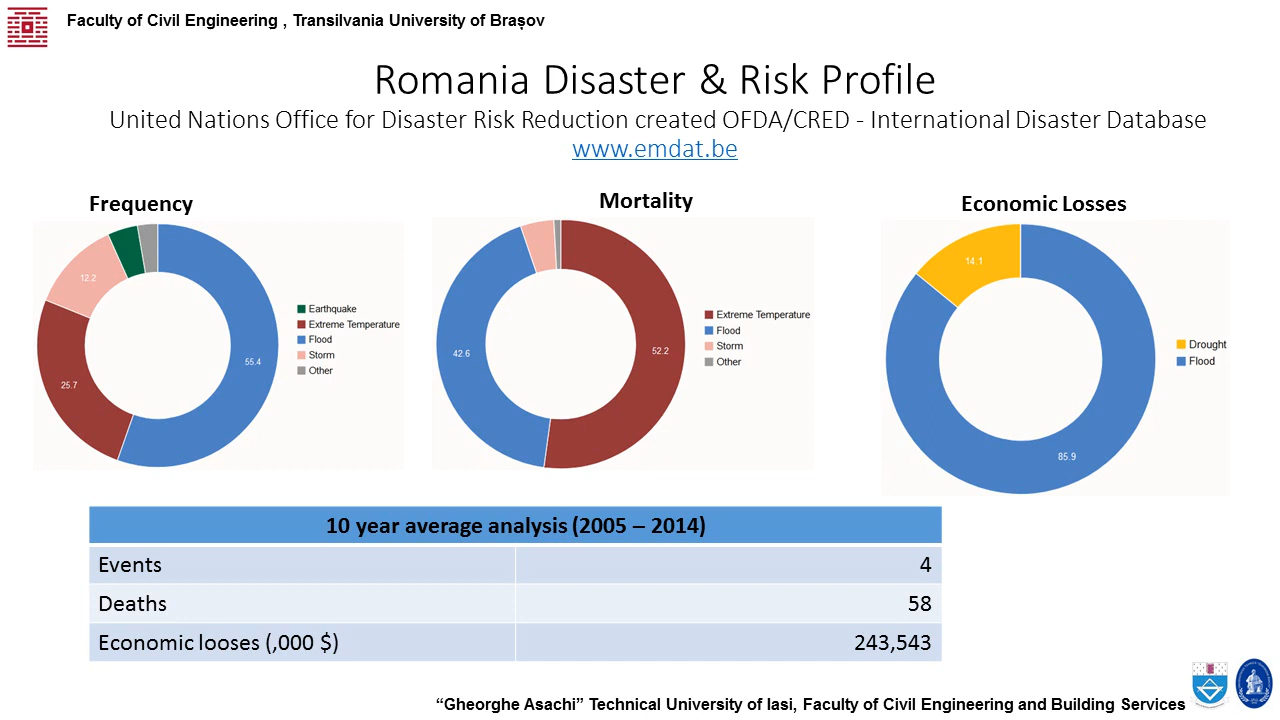 Faculty of Civil Engineering , Transilvania University of Brașov
Romania Disaster & Risk Profile
United Nations Office for Disaster Risk Reduction created OFDA/CRED - International Disaster Database
www.emdat.be
Frequency
12.2
25.7
55.4
Earthquake
Extreme Temperature
Flood
Storm
Other
Mortality
42.6
52.2
Extreme Temperature
Flood
Storm
Other
Economic Losses
14.1
85.9
Drought
Flood
10 year average analysis (2005 – 2014)
Events 4
Deaths 58
Economic looses (,000 $) 243,543
“Gheorghe Asachi” Technical University of Iasi, Faculty of Civil Engineering and Building Services